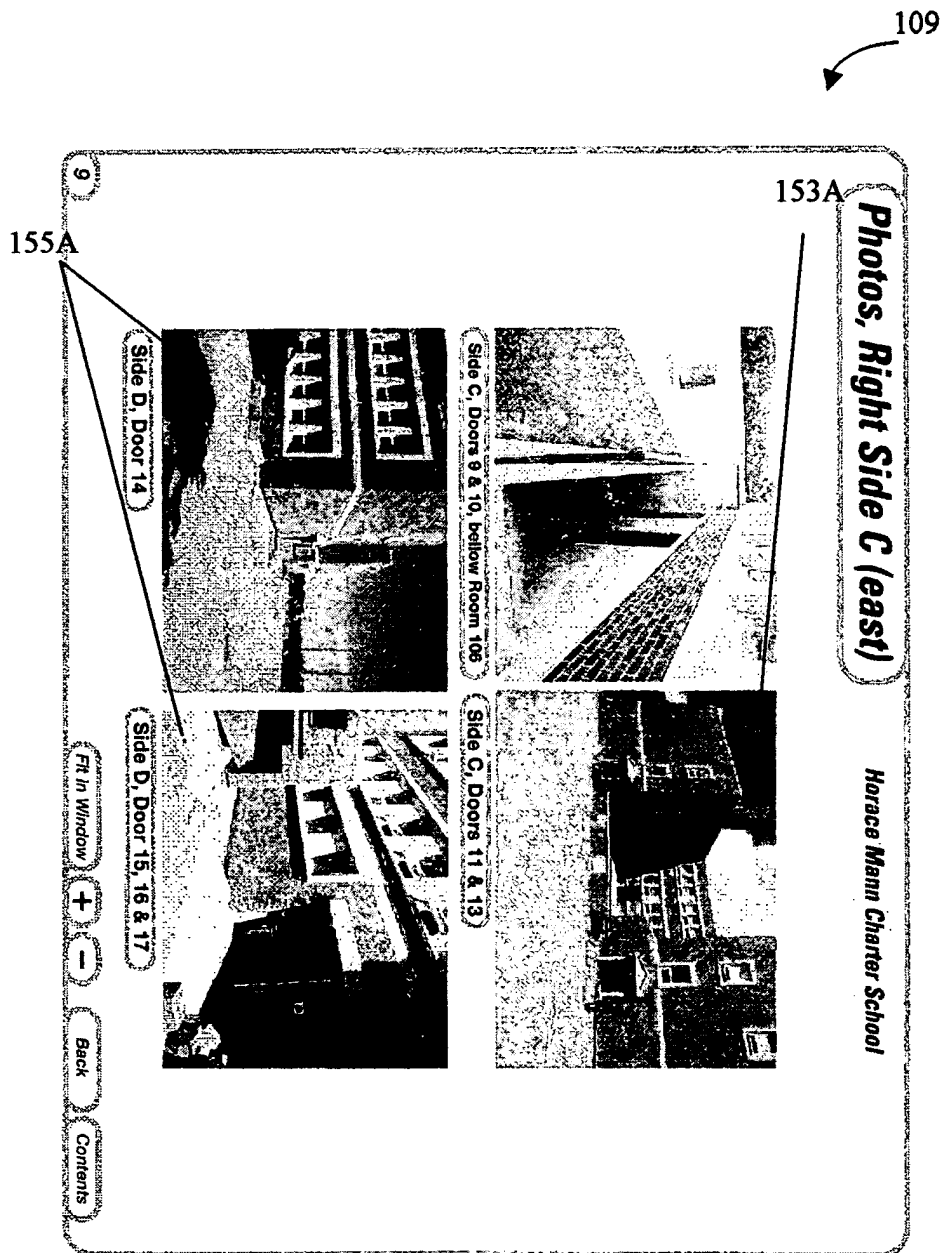 109
153A
155A
Photos, Right Side C (east)
Horace Mann Charter School
Side C, Doors 9 & 10, bellow Room 106
Side C, Doors 11 & 13
Side D, Door 14
Side D, Door 15, 16 & 17
9
Fit In Window
+
–
Back
Contents